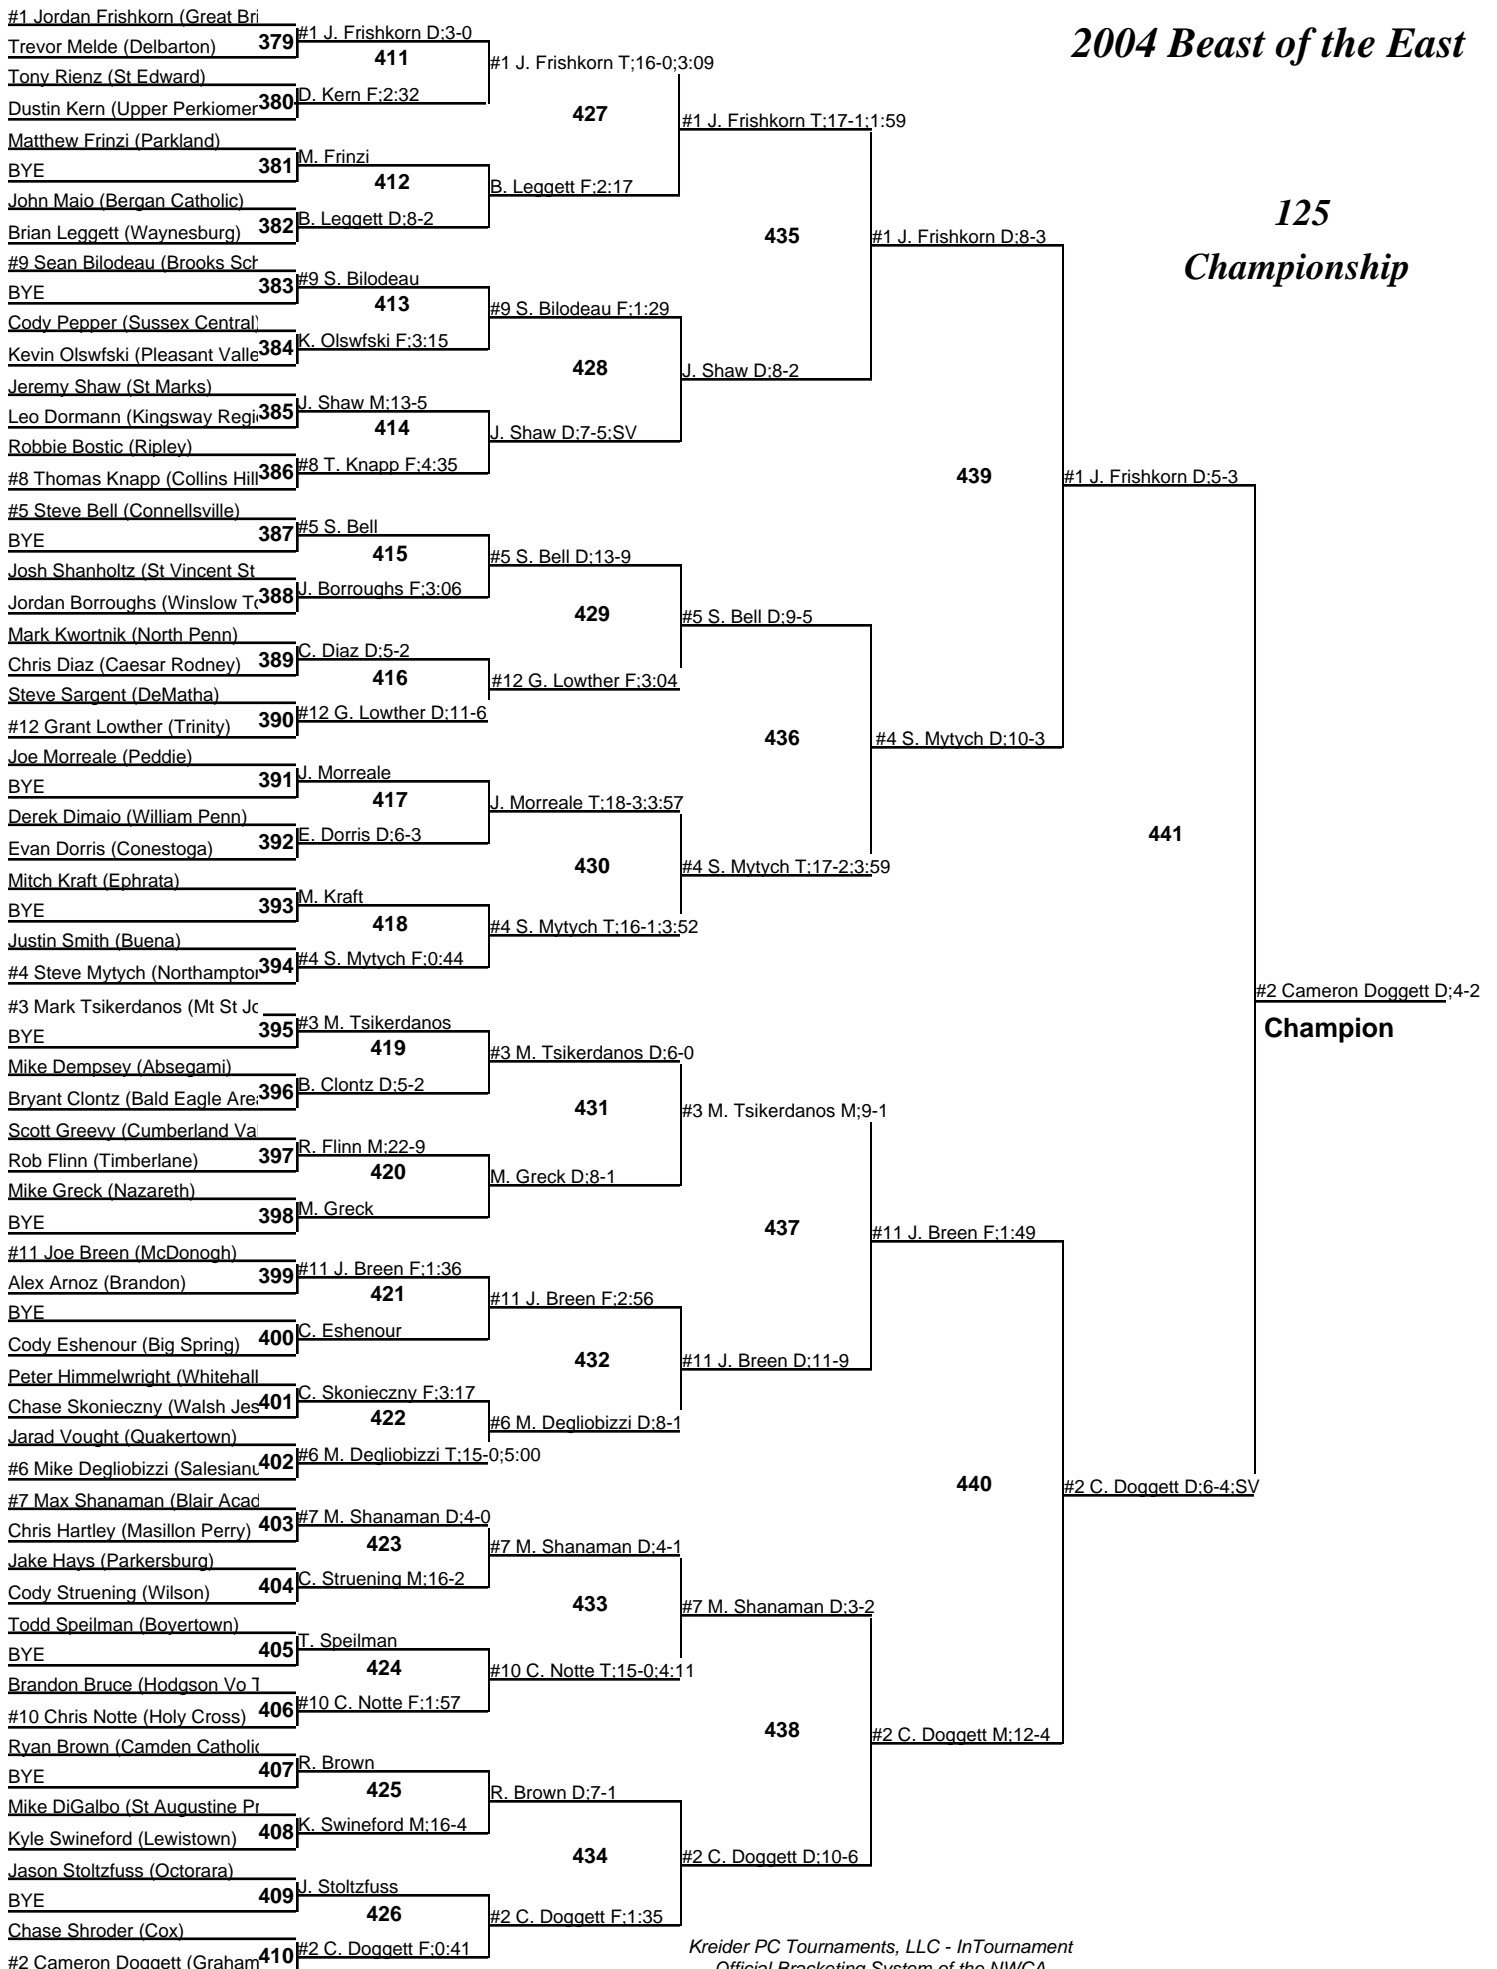 2004 Beast of the East
125
Championship
#1 Jordan Frishkorn (Great Bri
Trevor Melde (Delbarton)
379
Tony Rienz (St Edward)
Dustin Kern (Upper Perkiomer
380
Matthew Frinzi (Parkland)
BYE
381
John Maio (Bergan Catholic)
Brian Leggett (Waynesburg)
382
#9 Sean Bilodeau (Brooks Sch
BYE
383
Cody Pepper (Sussex Central)
Kevin Olswfski (Pleasant Valle
384
Jeremy Shaw (St Marks)
Leo Dormann (Kingsway Regi
385
Robbie Bostic (Ripley)
#8 Thomas Knapp (Collins Hill
386
#5 Steve Bell (Connellsville)
BYE
387
Josh Shanholtz (St Vincent St
Jordan Borroughs (Winslow To
388
Mark Kwortnik (North Penn)
Chris Diaz (Caesar Rodney)
389
Steve Sargent (DeMatha)
#12 Grant Lowther (Trinity)
390
Joe Morreale (Peddie)
BYE
391
Derek Dimaio (William Penn)
Evan Dorris (Conestoga)
392
Mitch Kraft (Ephrata)
BYE
393
Justin Smith (Buena)
#4 Steve Mytych (Northampton
394
#3 Mark Tsikerdanos (Mt St Jo
BYE
395
Mike Dempsey (Absegami)
Bryant Clontz (Bald Eagle Area
396
Scott Greevy (Cumberland Va
Rob Flinn (Timberlane)
397
Mike Greck (Nazareth)
BYE
398
#11 Joe Breen (McDonogh)
Alex Arnoz (Brandon)
399
BYE
Cody Eshenour (Big Spring)
400
Peter Himmelwright (Whitehall
Chase Skonieczny (Walsh Jes
401
Jarad Vought (Quakertown)
#6 Mike Degliobizzi (Salesianu
402
#7 Max Shanaman (Blair Acad
Chris Hartley (Masillon Perry)
403
Jake Hays (Parkersburg)
Cody Struening (Wilson)
404
Todd Speilman (Boyertown)
BYE
405
Brandon Bruce (Hodgson Vo T
#10 Chris Notte (Holy Cross)
406
Ryan Brown (Camden Catholic
BYE
407
Mike DiGalbo (St Augustine Pr
Kyle Swineford (Lewistown)
408
Jason Stoltzfuss (Octorara)
BYE
409
Chase Shroder (Cox)
#2 Cameron Doggett (Graham
410
#1 J. Frishkorn D;3-0
411
D. Kern F;2:32
M. Frinzi
412
B. Leggett D;8-2
#9 S. Bilodeau
413
K. Olswfski F;3:15
J. Shaw M;13-5
414
#8 T. Knapp F;4:35
#5 S. Bell
415
J. Borroughs F;3:06
C. Diaz D;5-2
416
#12 G. Lowther D;11-6
J. Morreale
417
E. Dorris D;6-3
M. Kraft
418
#4 S. Mytych F;0:44
#3 M. Tsikerdanos
419
B. Clontz D;5-2
R. Flinn M;22-9
420
M. Greck
#11 J. Breen F;1:36
421
C. Eshenour
C. Skonieczny F;3:17
422
#6 M. Degliobizzi T;15-0;5:00
#7 M. Shanaman D;4-0
423
C. Struening M;16-2
T. Speilman
424
#10 C. Notte F;1:57
R. Brown
425
K. Swineford M;16-4
J. Stoltzfuss
426
#2 C. Doggett F;0:41
#1 J. Frishkorn T;16-0;3:09
427
B. Leggett F;2:17
#9 S. Bilodeau F;1:29
428
J. Shaw D;7-5;SV
#5 S. Bell D;13-9
429
#12 G. Lowther F;3:04
J. Morreale T;18-3;3:57
430
#4 S. Mytych T;16-1;3:52
#3 M. Tsikerdanos D;6-0
431
M. Greck D;8-1
#11 J. Breen F;2:56
432
#6 M. Degliobizzi D;8-1
#7 M. Shanaman D;4-1
433
#10 C. Notte T;15-0;4:11
R. Brown D;7-1
434
#2 C. Doggett F;1:35
#1 J. Frishkorn T;17-1;1:59
435
J. Shaw D;8-2
#5 S. Bell D;9-5
436
#4 S. Mytych T;17-2;3:59
#3 M. Tsikerdanos M;9-1
437
#11 J. Breen D;11-9
#7 M. Shanaman D;3-2
438
#2 C. Doggett D;10-6
#1 J. Frishkorn D;8-3
439
#4 S. Mytych D;10-3
#11 J. Breen F;1:49
440
#2 C. Doggett M;12-4
#1 J. Frishkorn D;5-3
441
#2 C. Doggett D;6-4;SV
#2 Cameron Doggett D;4-2
Champion
Kreider PC Tournaments, LLC - InTournament
Official Bracketing System of the NWCA